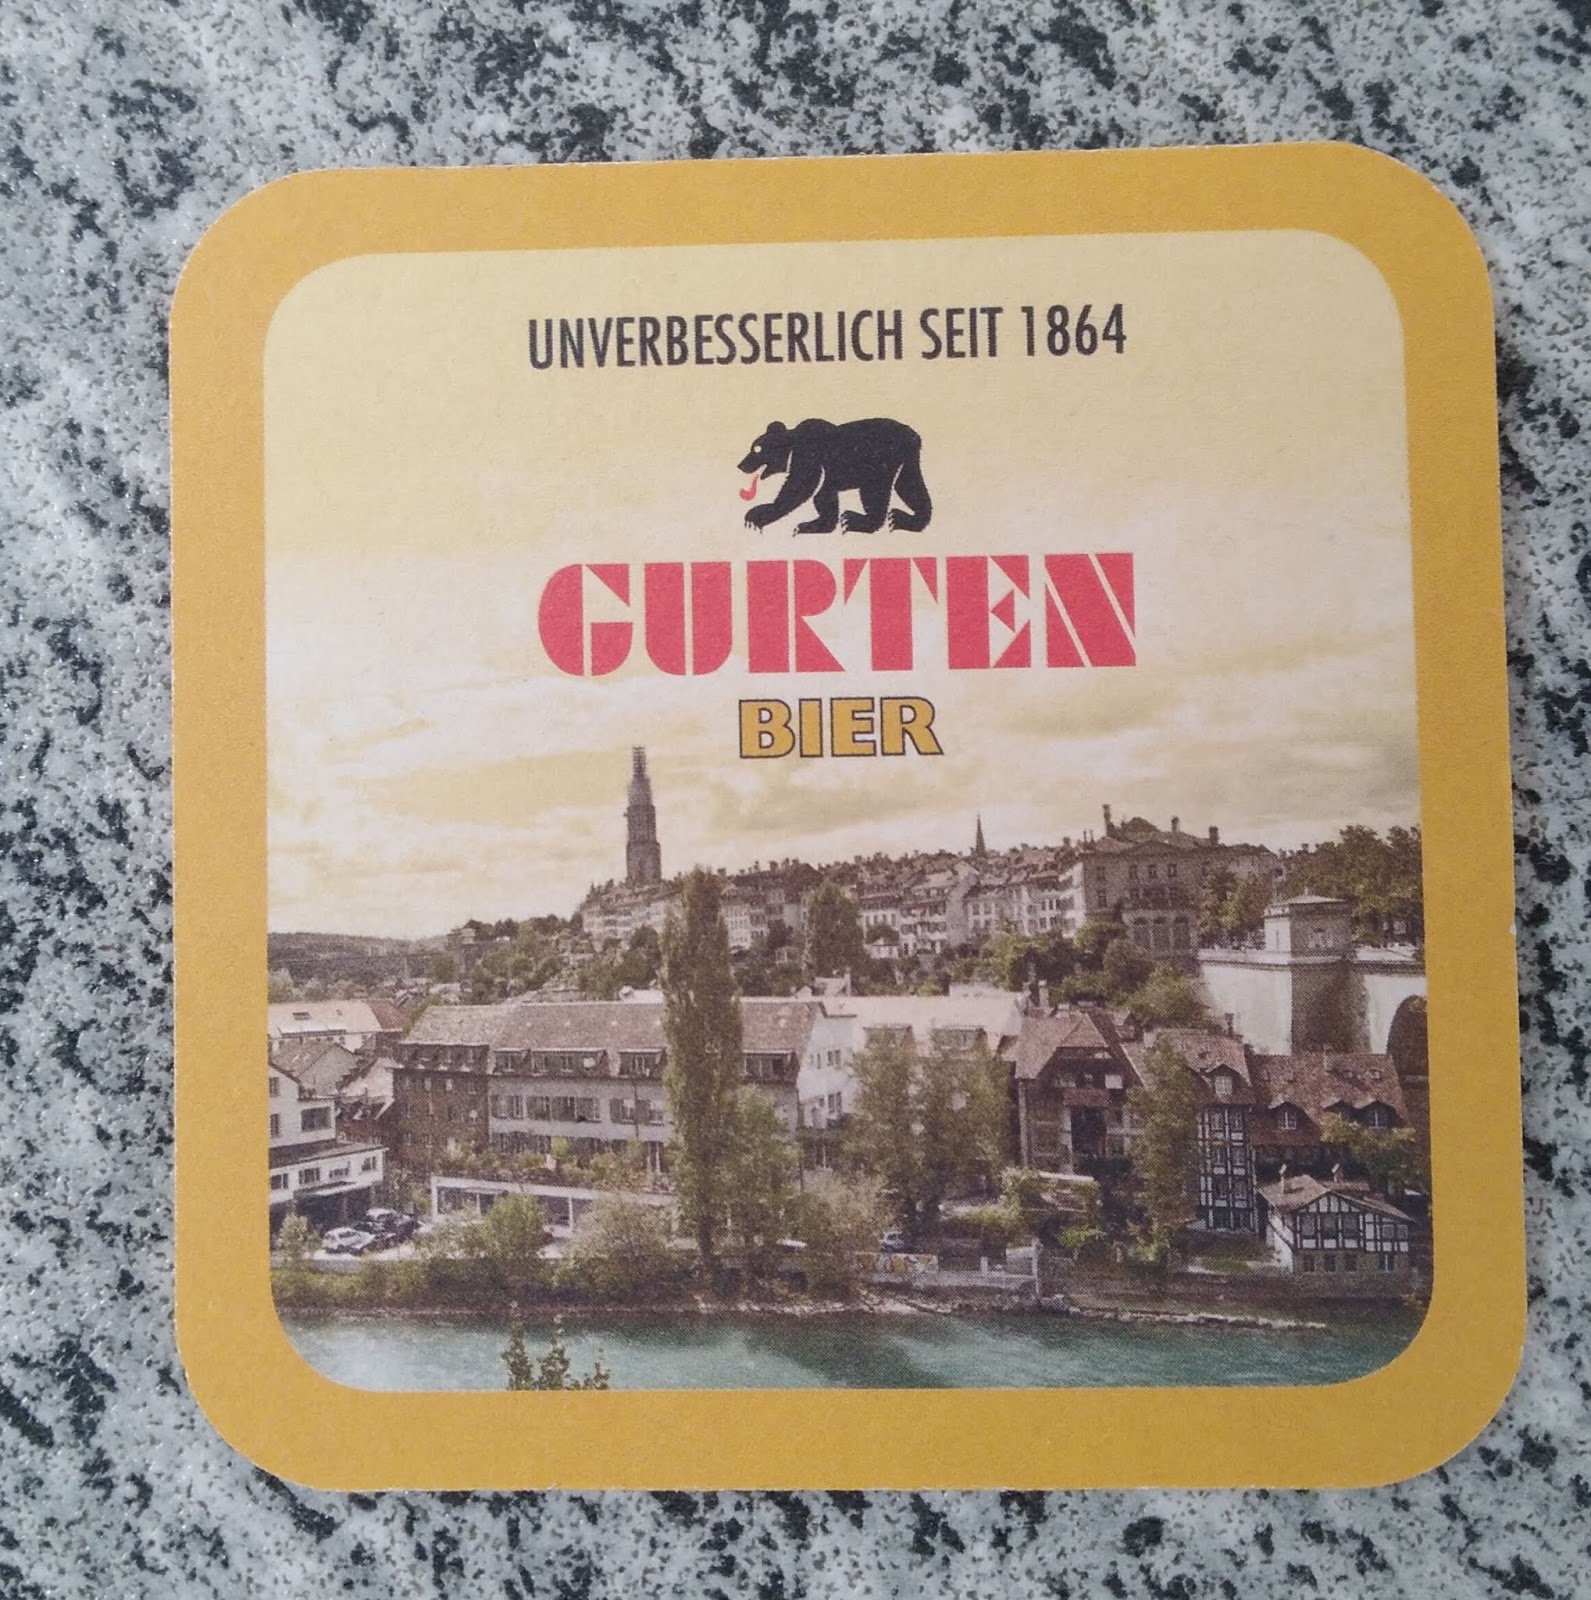 UNVERBESSERLICH SEIT 1864
GURTEN
BIER